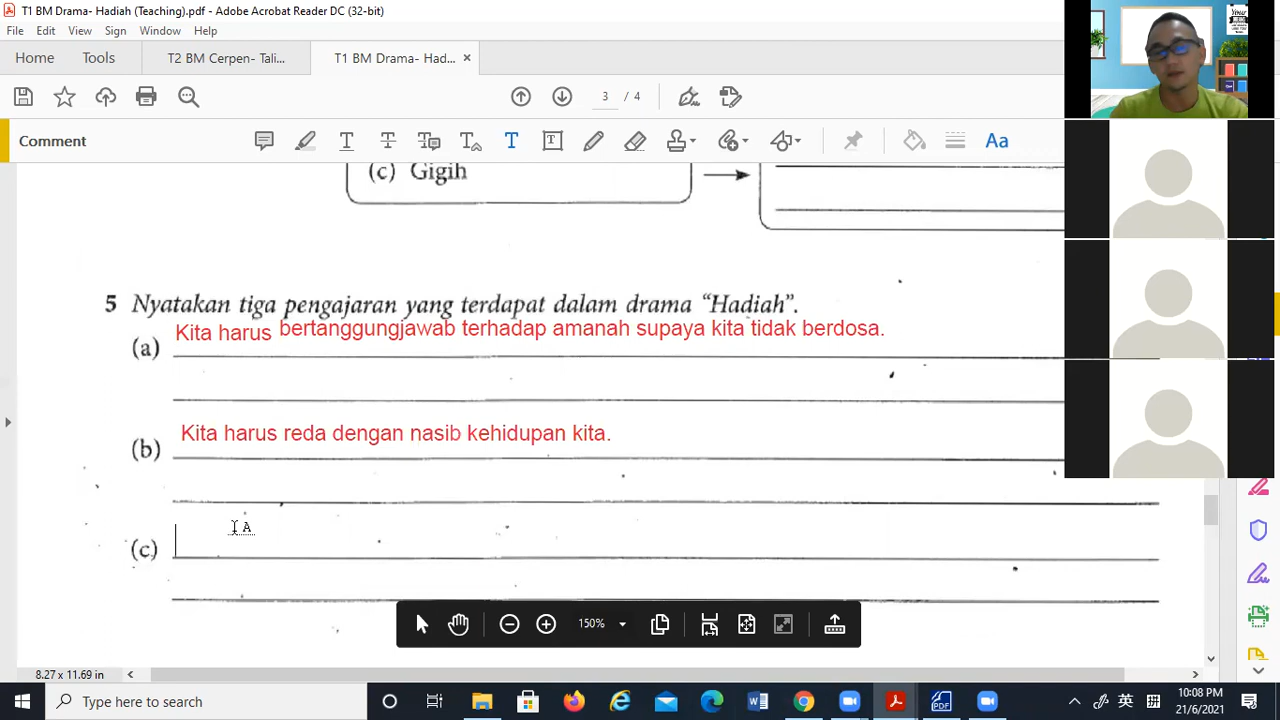 T1 BM Drama- Hadiah (Teaching).pdf - Adobe Acrobat Reader DC (32-bit)
File Edit View Sign Window Help
Home Tools T2 BM Cerpen- Tali... T1 BM Drama- Had... ×
3 / 4
Comment
Aa
(c) Gigih
5 Nyatakan tiga pengajaran yang terdapat dalam drama “Hadiah”.
Kita harus bertanggungjawab terhadap amanah supaya kita tidak berdosa.
(a)
Kita harus reda dengan nasib kehidupan kita.
(b)
(c)
150%
8.27 x 11.69 in
Type here to search
英
10:08 PM
21/6/2021